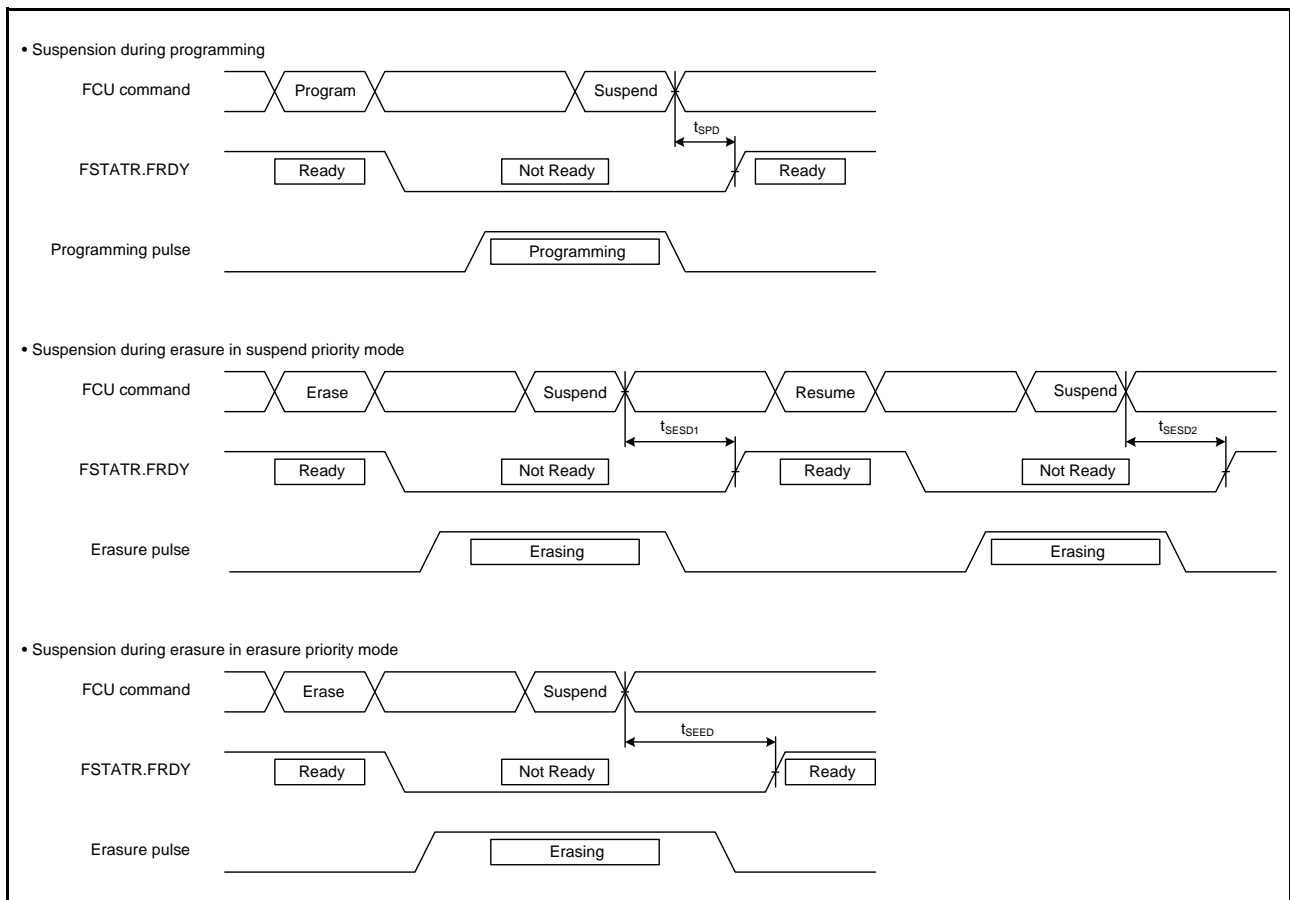 • Suspension during programming
FCU command
Program
Suspend
tSPD
FSTATR.FRDY
Ready
Not Ready
Ready
Programming pulse
Programming
• Suspension during erasure in suspend priority mode
FCU command
Erase
Suspend
Resume
Suspend
tSESD1
tSESD2
FSTATR.FRDY
Ready
Not Ready
Ready
Not Ready
Erasure pulse
Erasing
Erasing
• Suspension during erasure in erasure priority mode
FCU command
Erase
Suspend
tSEED
FSTATR.FRDY
Ready
Not Ready
Ready
Erasure pulse
Erasing